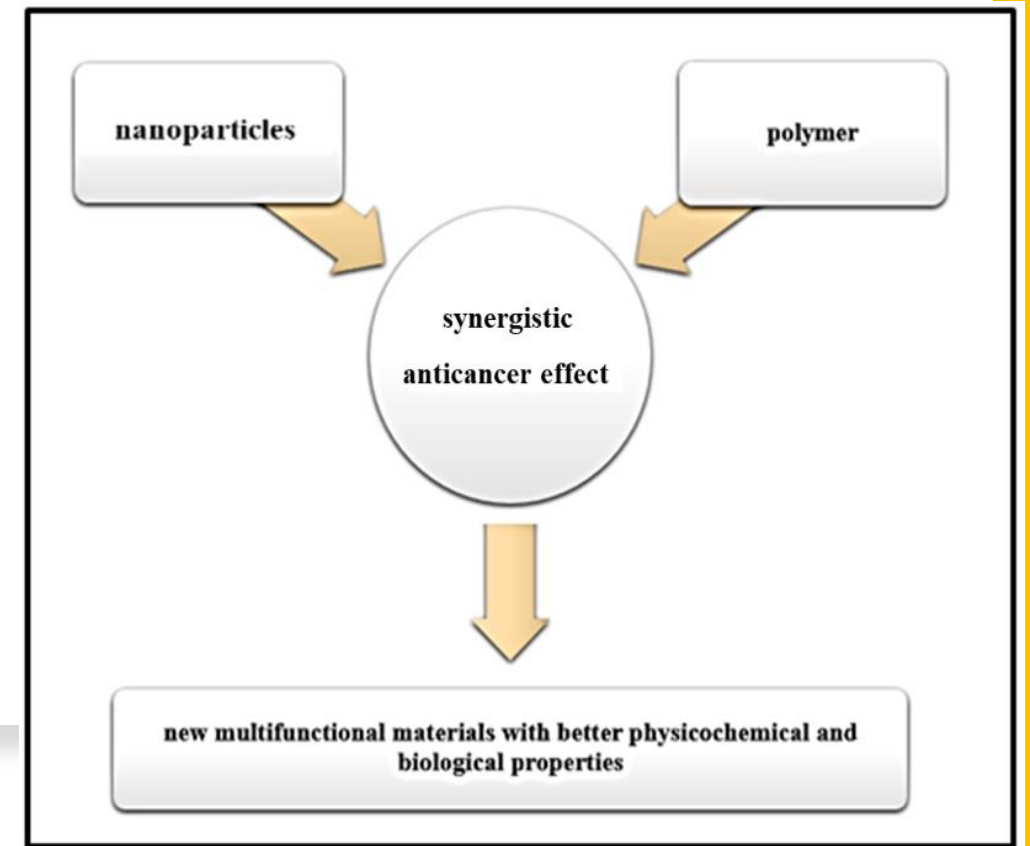 nanoparticles
polymer
synergistic
anticancer effect
new multifunctional materials with better physicochemical and
biological properties